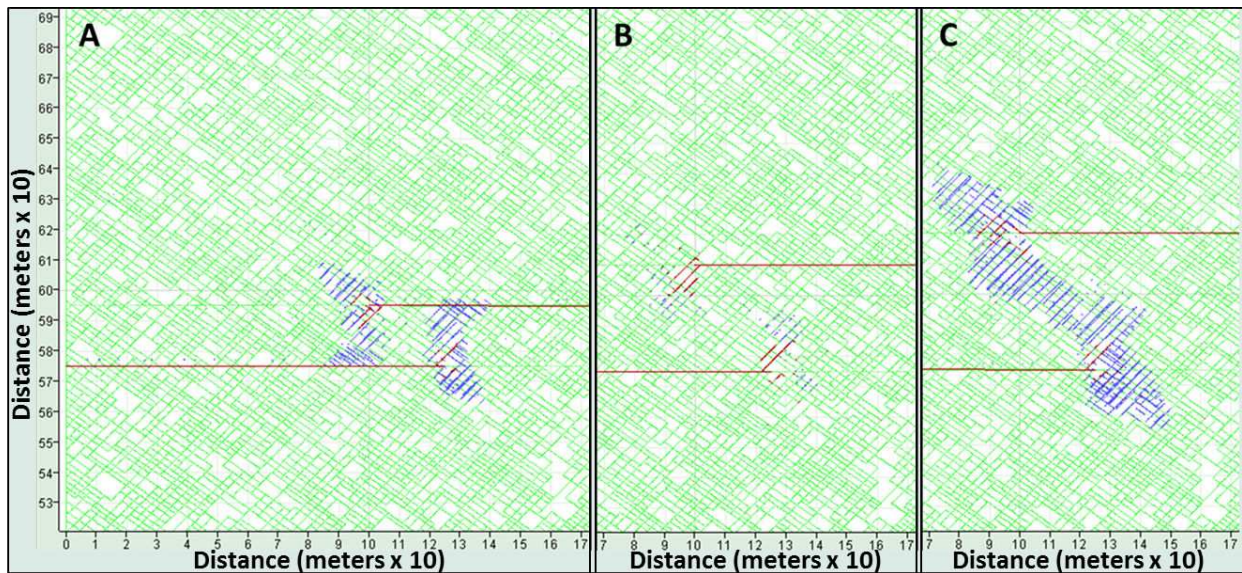 A
B
C
69
68
67
66
65
64
63
62
61
60
59
58
57
56
55
54
53
Distance (meters x 10)
0 1 2 3 4 5 6 7 8 9 10 11 12 13 14 15 16 17
7 8 9 10 11 12 13 14 15 16 17
7 8 9 10 11 12 13 14 15 16 17
Distance (meters x 10)
Distance (meters x 10)
Distance (meters x 10)